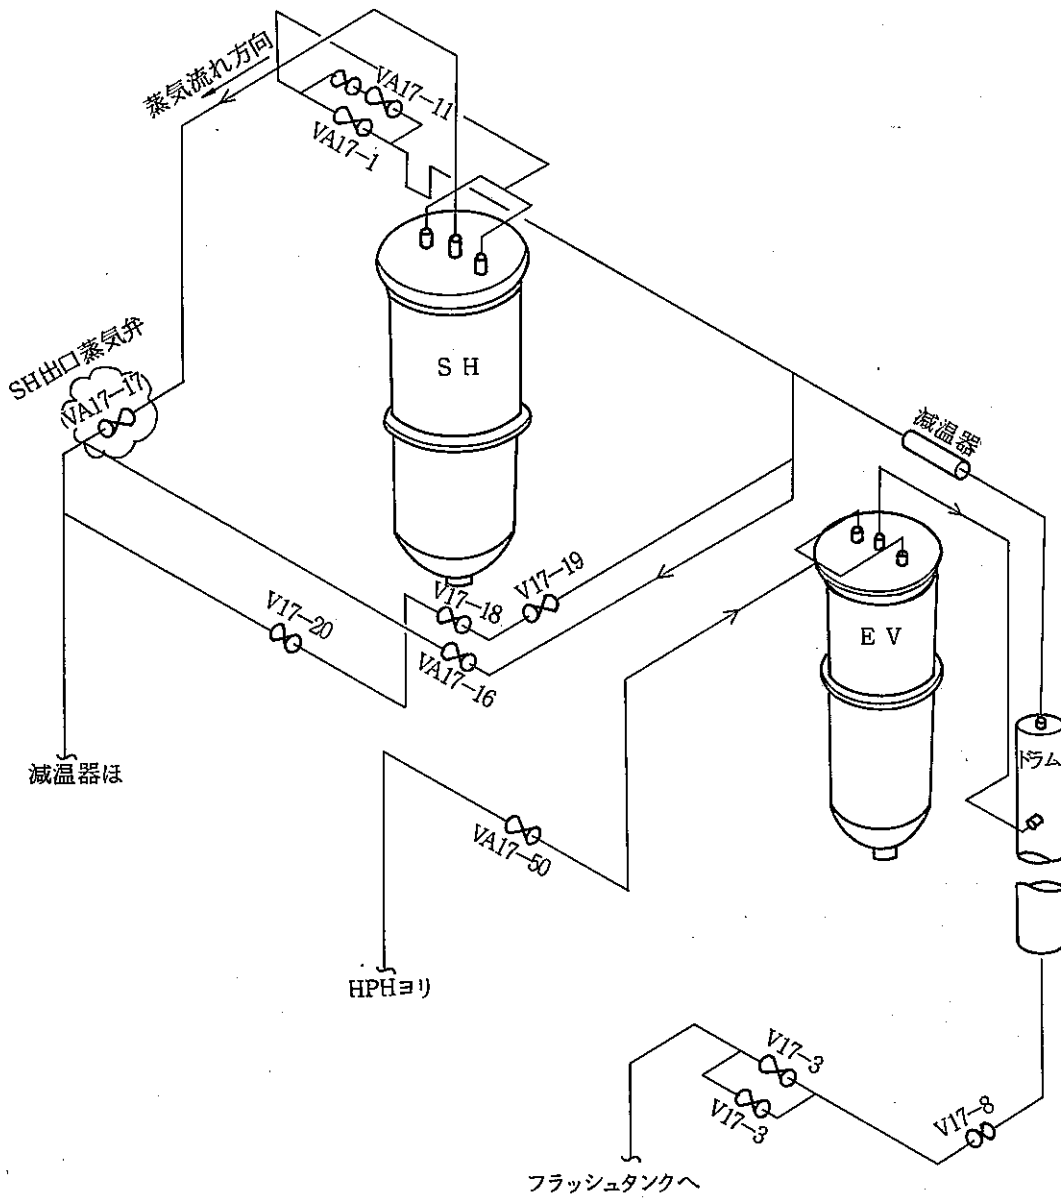 蒸気流れ方向
VA17-11
VA17-1
SH
SH出口蒸気弁
VA17-17
減温器
V17-19
V17-18
V17-20
VA17-16
EV
ドラム
減温器ほ
VA17-50
HPHヨリ
V17-3
V17-3
V17-8
フラッシュタンクへ